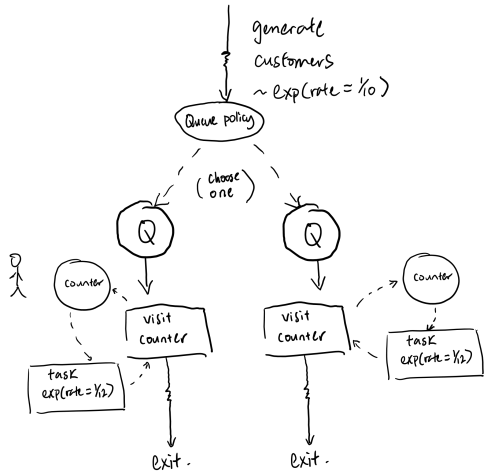 generate
customers
~ exp(rate = 1/10)
Queue policy
(choose
one)
Q
Q
counter
counter
visit
counter
visit
counter
task
exp(rate = 1/12)
task
exp(rate = 1/12)
exit.
exit.